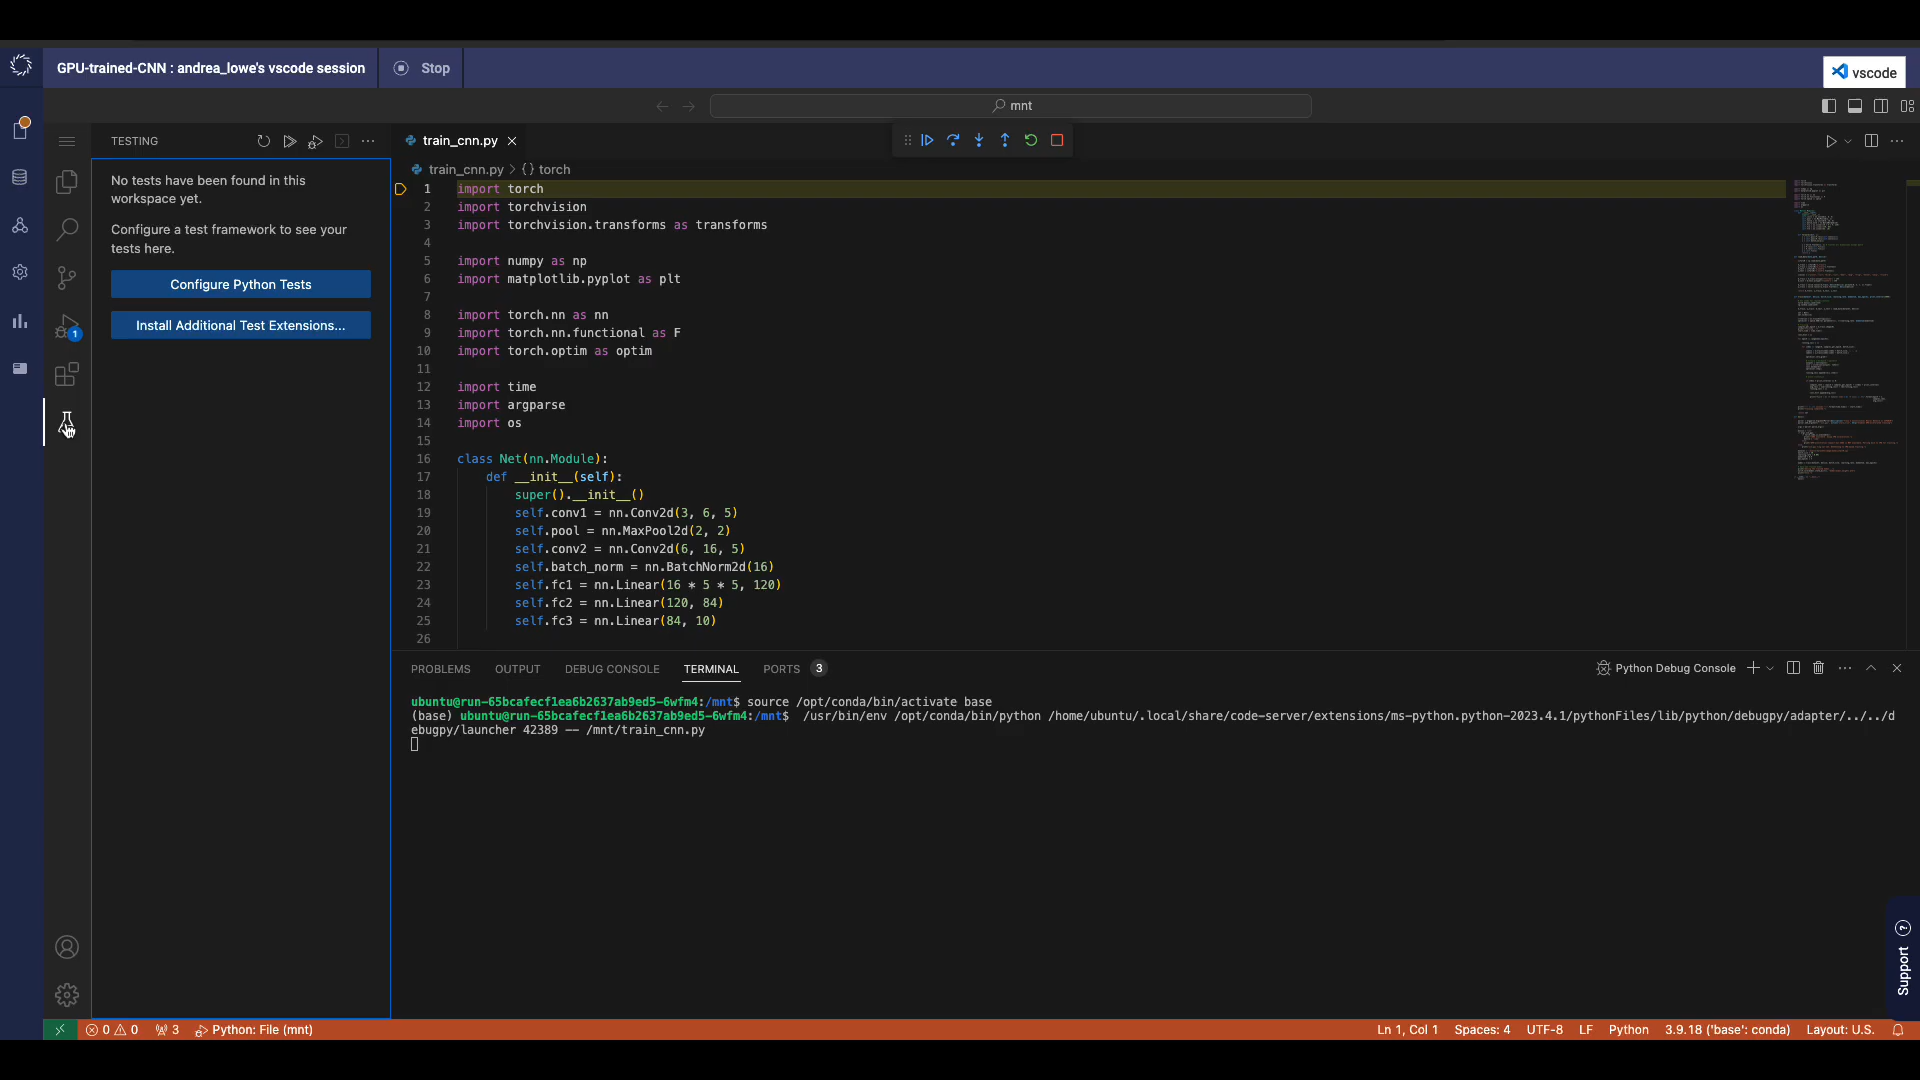 GPU-trained-CNN : andrea_lowe's vscode session
Stop
vscode
mnt
TESTING
train_cnn.py
No tests have been found in this
workspace yet.
Configure a test framework to see your
tests here.
Configure Python Tests
Install Additional Test Extensions...
1
train_cnn.py > {} torch
1 import torch
2 import torchvision
3 import torchvision.transforms as transforms
4
5 import numpy as np
6 import matplotlib.pyplot as plt
7
8 import torch.nn as nn
9 import torch.nn.functional as F
10 import torch.optim as optim
11
12 import time
13 import argparse
14 import os
15
16 class Net(nn.Module):
17 def __init__(self):
18 super().__init__()
19 self.conv1 = nn.Conv2d(3, 6, 5)
20 self.pool = nn.MaxPool2d(2, 2)
21 self.conv2 = nn.Conv2d(6, 16, 5)
22 self.batch_norm = nn.BatchNorm2d(16)
23 self.fc1 = nn.Linear(16 * 5 * 5, 120)
24 self.fc2 = nn.Linear(120, 84)
25 self.fc3 = nn.Linear(84, 10)
26
PROBLEMS OUTPUT DEBUG CONSOLE TERMINAL PORTS 3
Python Debug Console
ubuntu@run-65bcafecf1ea6b2637ab9ed5-6wfm4:/mnt$ source /opt/conda/bin/activate base
(base) ubuntu@run-65bcafecf1ea6b2637ab9ed5-6wfm4:/mnt$ /usr/bin/env /opt/conda/bin/python /home/ubuntu/.local/share/code-server/extensions/ms-python.python-2023.4.1/pythonFiles/lib/python/debugpy/adapter/../../d
ebugpy/launcher 42389 -- /mnt/train_cnn.py
Support
0 0 3 Python: File (mnt)
Ln 1, Col 1 Spaces: 4 UTF-8 LF Python 3.9.18 ('base': conda) Layout: U.S.